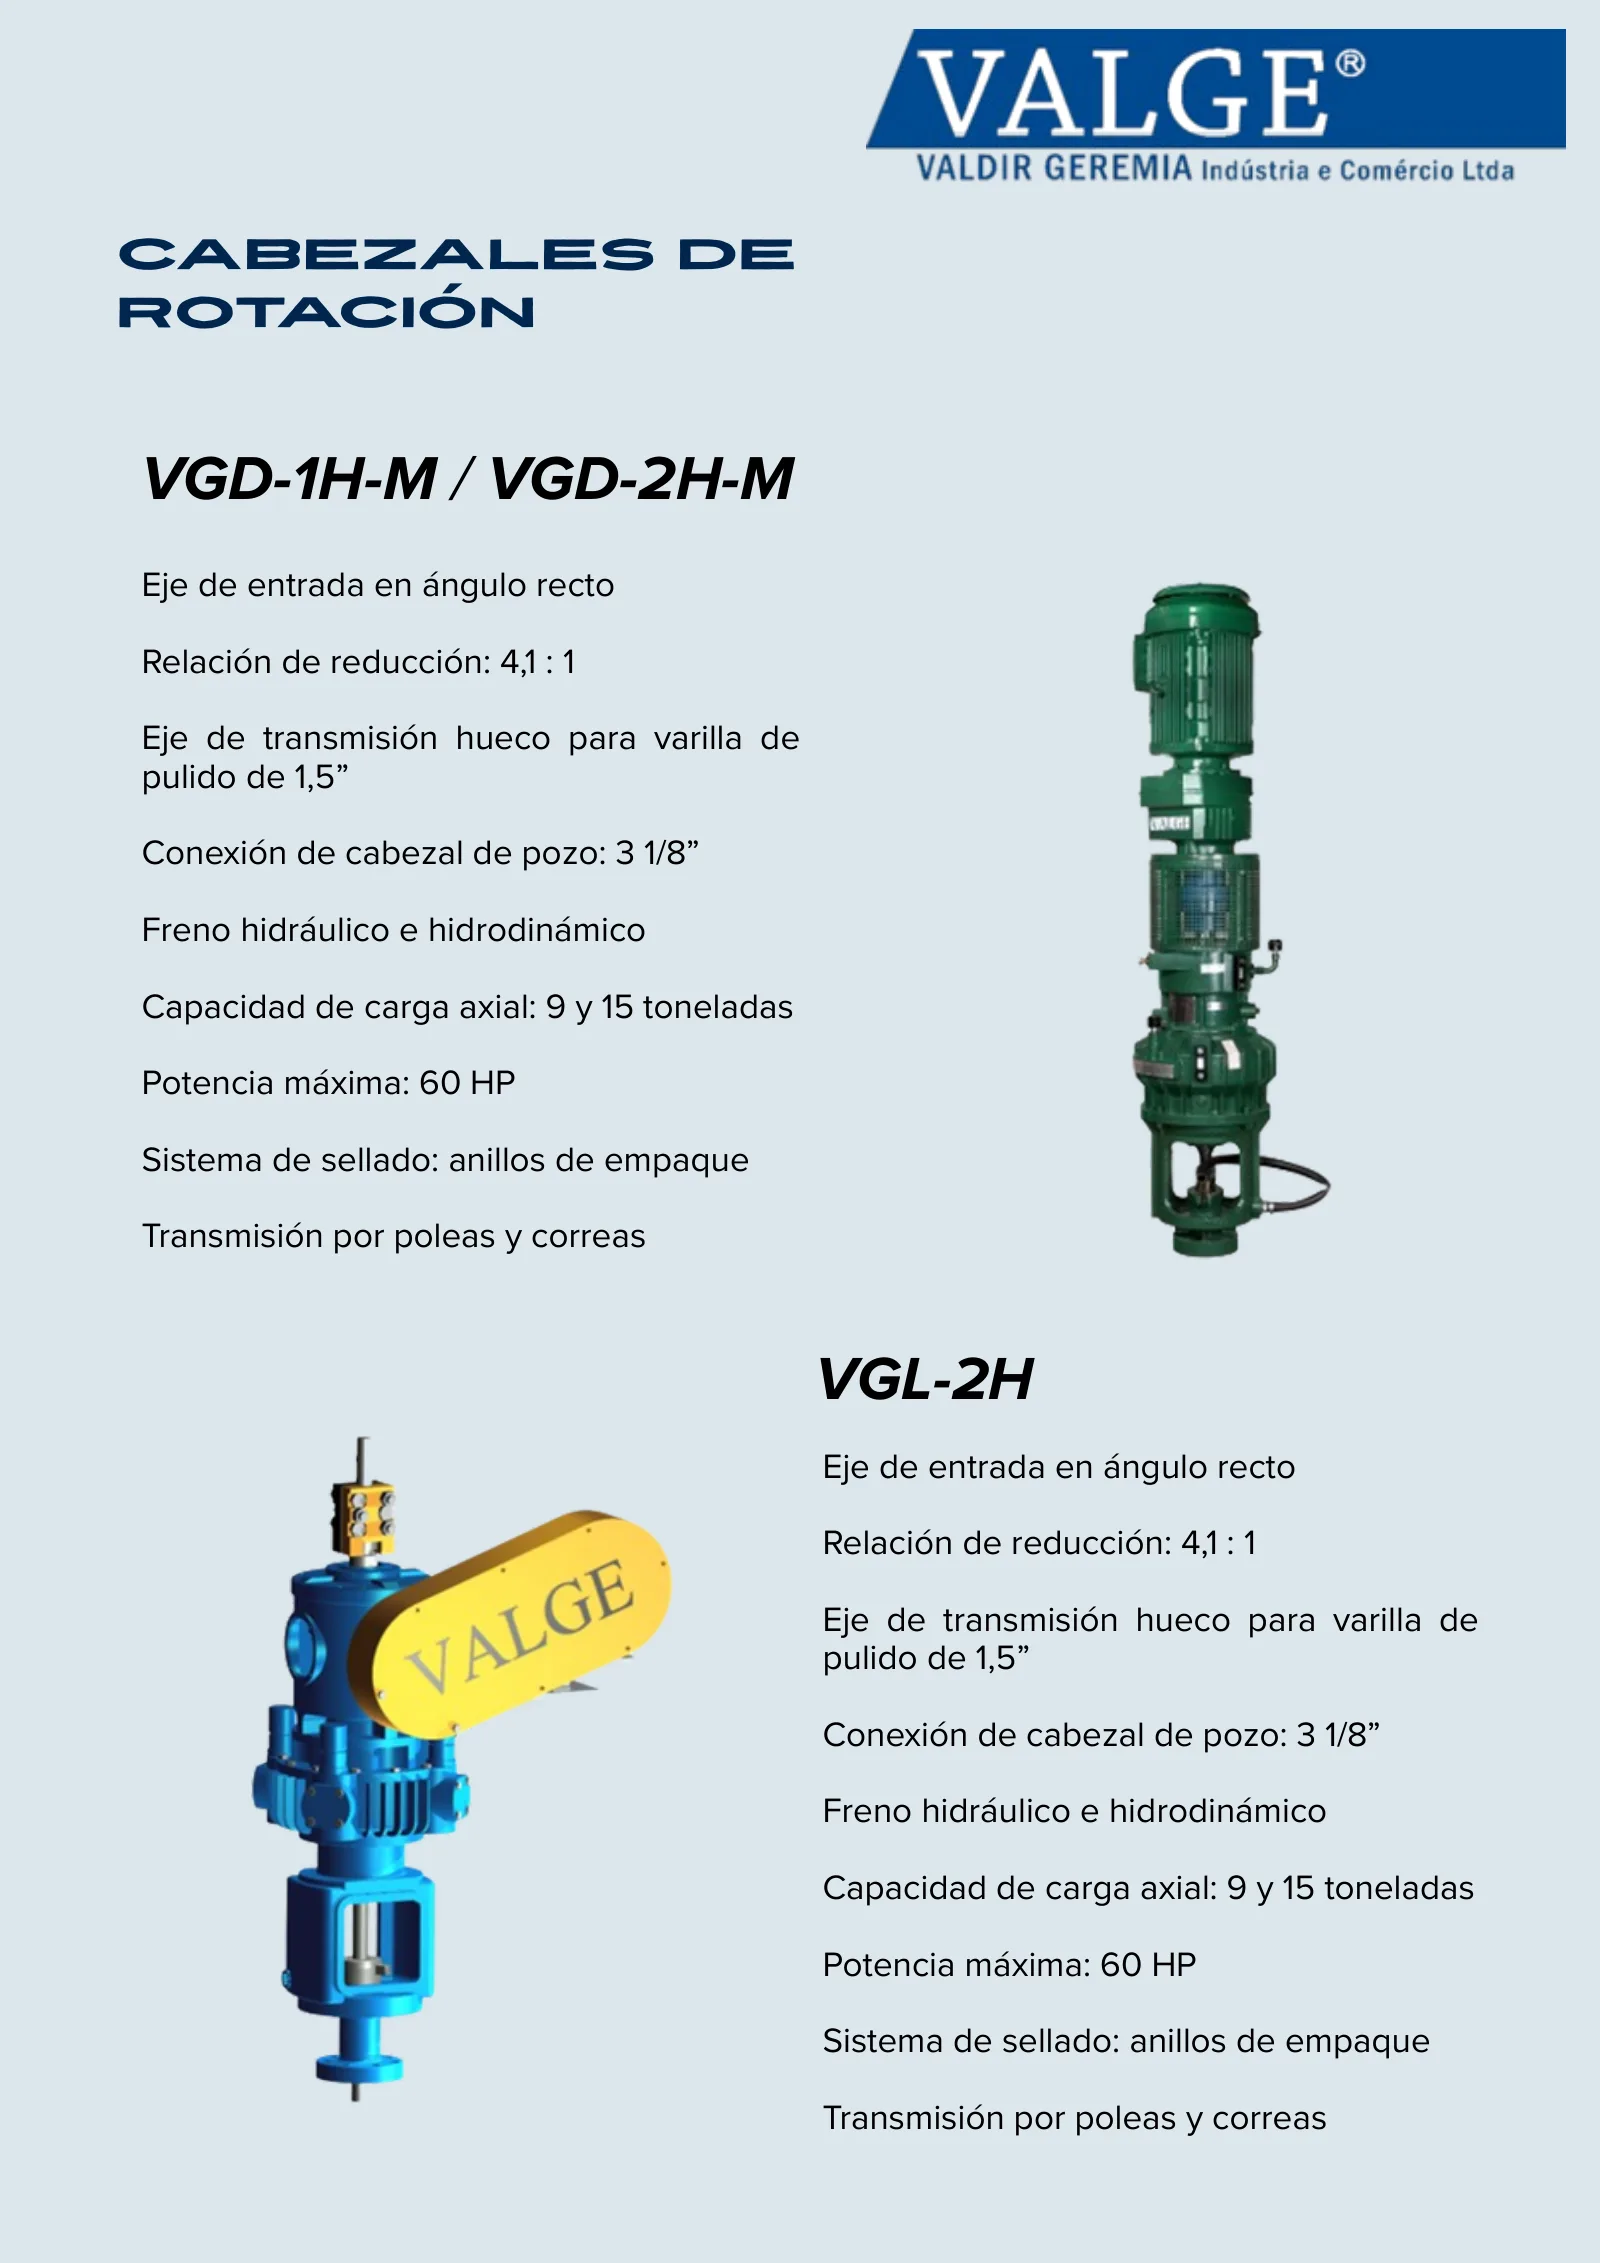 VALGE®
VALDIR GEREMIA Indústria e Comércio Ltda
CABEZALES DE
ROTACIÓN
VGD-1H-M / VGD-2H-M
Eje de entrada en ángulo recto
Relación de reducción: 4,1 : 1
Eje de transmisión hueco para varilla de
pulido de 1,5”
Conexión de cabezal de pozo: 3 1/8”
Freno hidráulico e hidrodinámico
Capacidad de carga axial: 9 y 15 toneladas
Potencia máxima: 60 HP
Sistema de sellado: anillos de empaque
Transmisión por poleas y correas
VALGE
VGL-2H
Eje de entrada en ángulo recto
Relación de reducción: 4,1 : 1
Eje de transmisión hueco para varilla de
pulido de 1,5”
Conexión de cabezal de pozo: 3 1/8”
Freno hidráulico e hidrodinámico
Capacidad de carga axial: 9 y 15 toneladas
Potencia máxima: 60 HP
Sistema de sellado: anillos de empaque
Transmisión por poleas y correas
VALGE